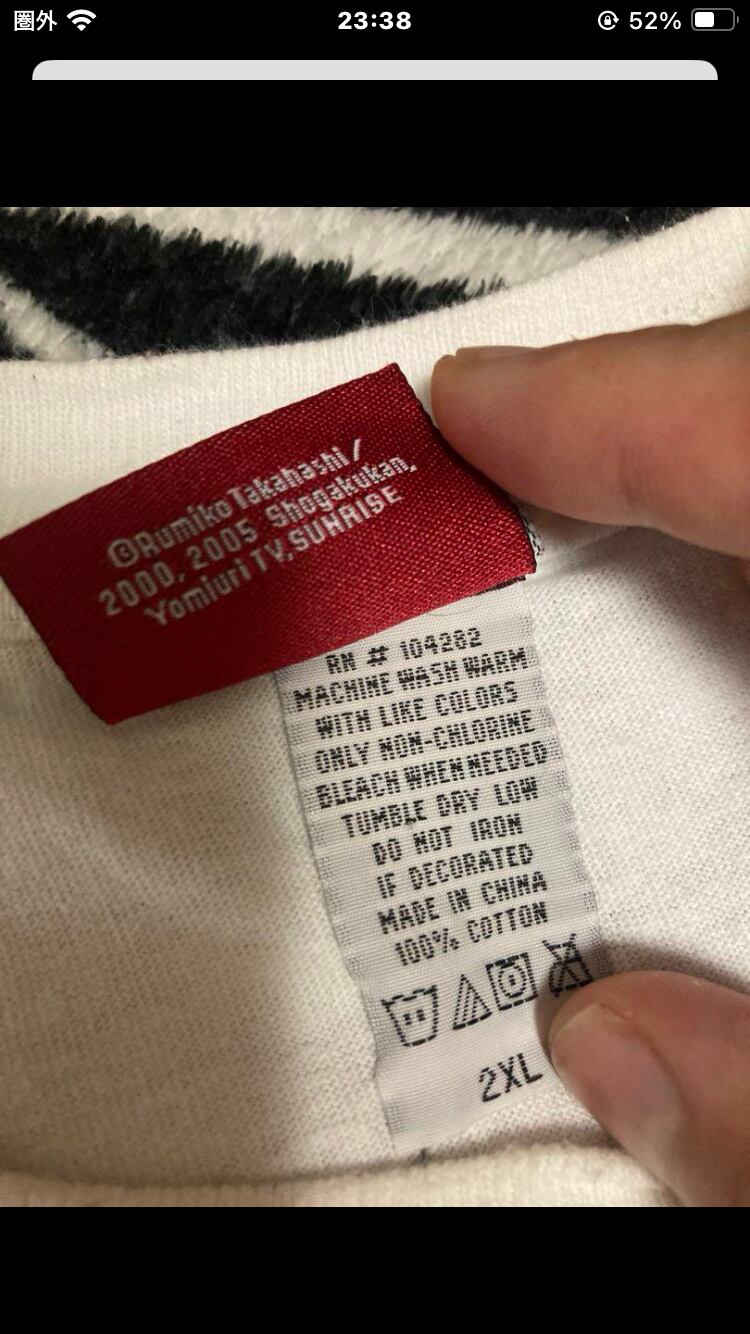 圏外
23:38
52%
©Rumiko Takahashi/
2000, 2005 Shogakukan,
Yomiuri TV,SUNRISE
RN # 104282
MACHINE WASH WARM
WITH LIKE COLORS
ONLY NON-CHLORINE
BLEACH WHEN NEEDED
TUMBLE DRY LOW
DO NOT IRON
IF DECORATED
MADE IN CHINA
100% COTTON
2XL